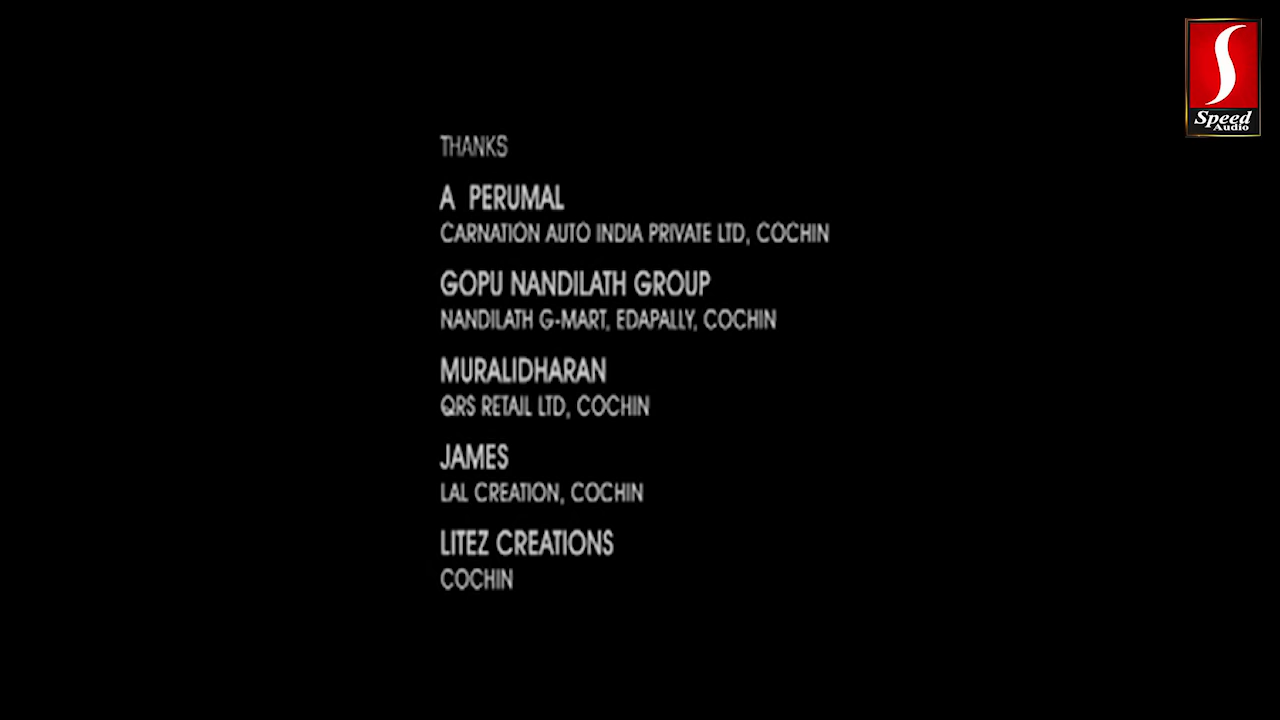 THANKS
A PERUMAL
CARNATION AUTO INDIA PRIVATE LTD, COCHIN
GOPU NANDILATH GROUP
NANDILATH G-MART, EDAPALLY, COCHIN
MURALIDHARAN
QRS RETAIL LTD, COCHIN
JAMES
LAL CREATION, COCHIN
LITEZ CREATIONS
COCHIN
S
Speed
Audio